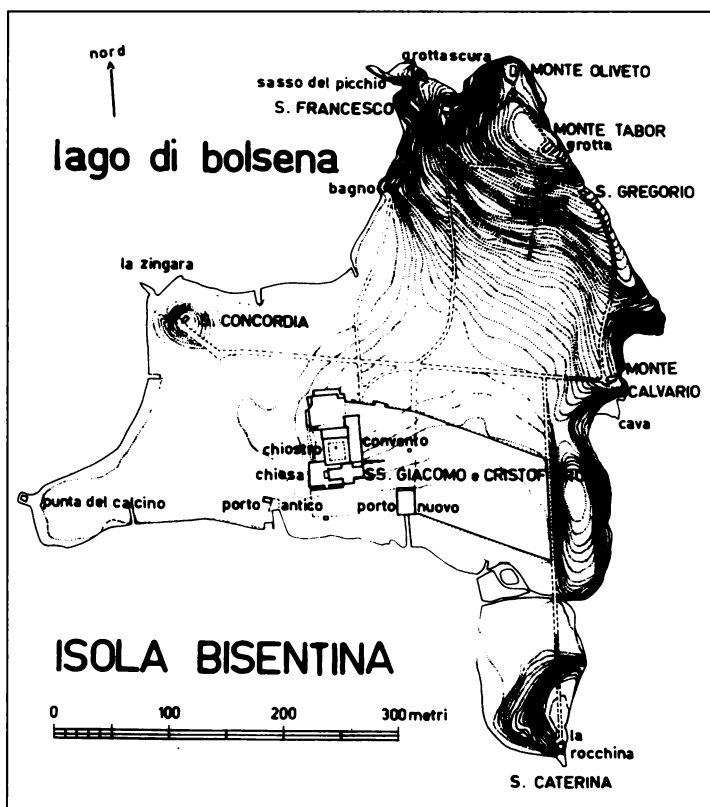 nord
grottascura
sasso del picchio
MONTE OLIVETO
S. FRANCESCO
MONTE TABOR
grotta
lago di bolsena
bagno
S. GREGORIO
la zingara
CONCORDIA
MONTE
CALVARIO
cava
chiostro
convento
chiesa
SS. GIACOMO e CRISTOFORO
punta del calcino
porto antico
porto nuovo
ISOLA BISENTINA
0 100 200 300 metri
la
rocchina
S. CATERINA